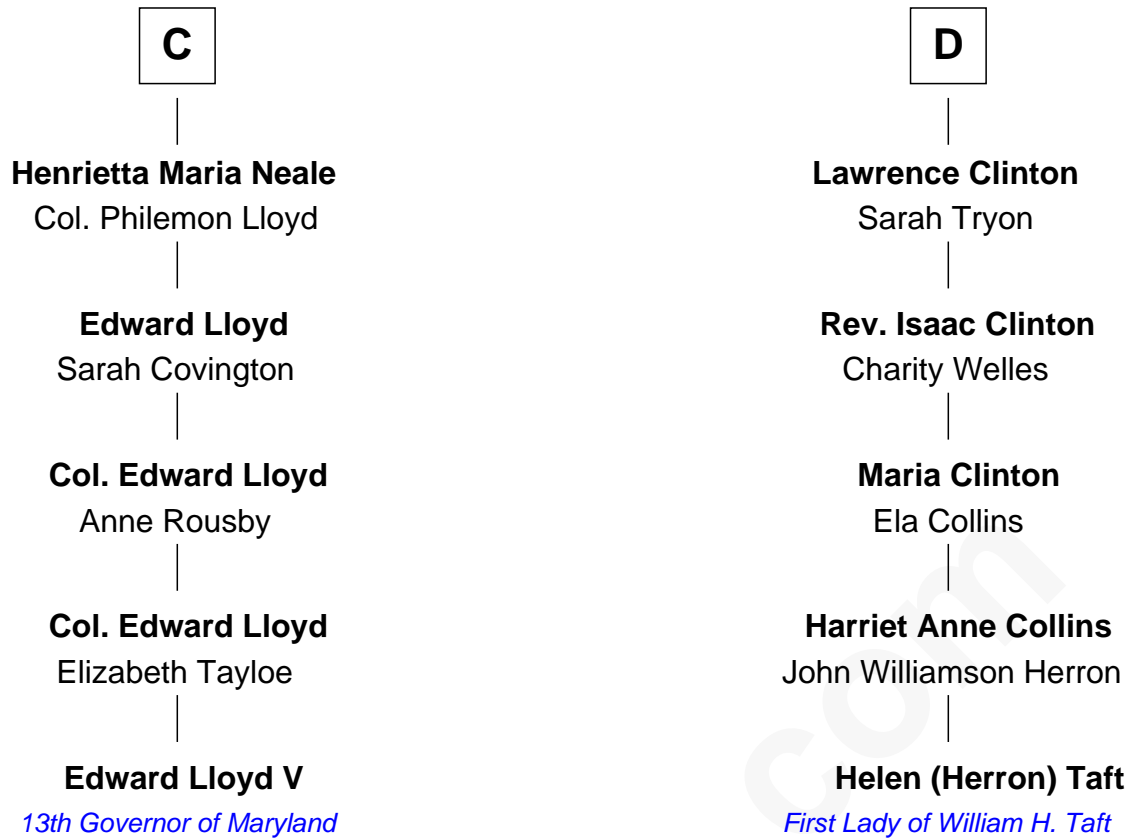 C
Henrietta Maria Neale
Col. Philemon Lloyd
Edward Lloyd
Sarah Covington
Col. Edward Lloyd
Anne Rousby
Col. Edward Lloyd
Elizabeth Tayloe
Edward Lloyd V
13th Governor of Maryland
D
Lawrence Clinton
Sarah Tryon
Rev. Isaac Clinton
Charity Welles
Maria Clinton
Ela Collins
Harriet Anne Collins
John Williamson Herron
Helen (Herron) Taft
First Lady of William H. Taft
com